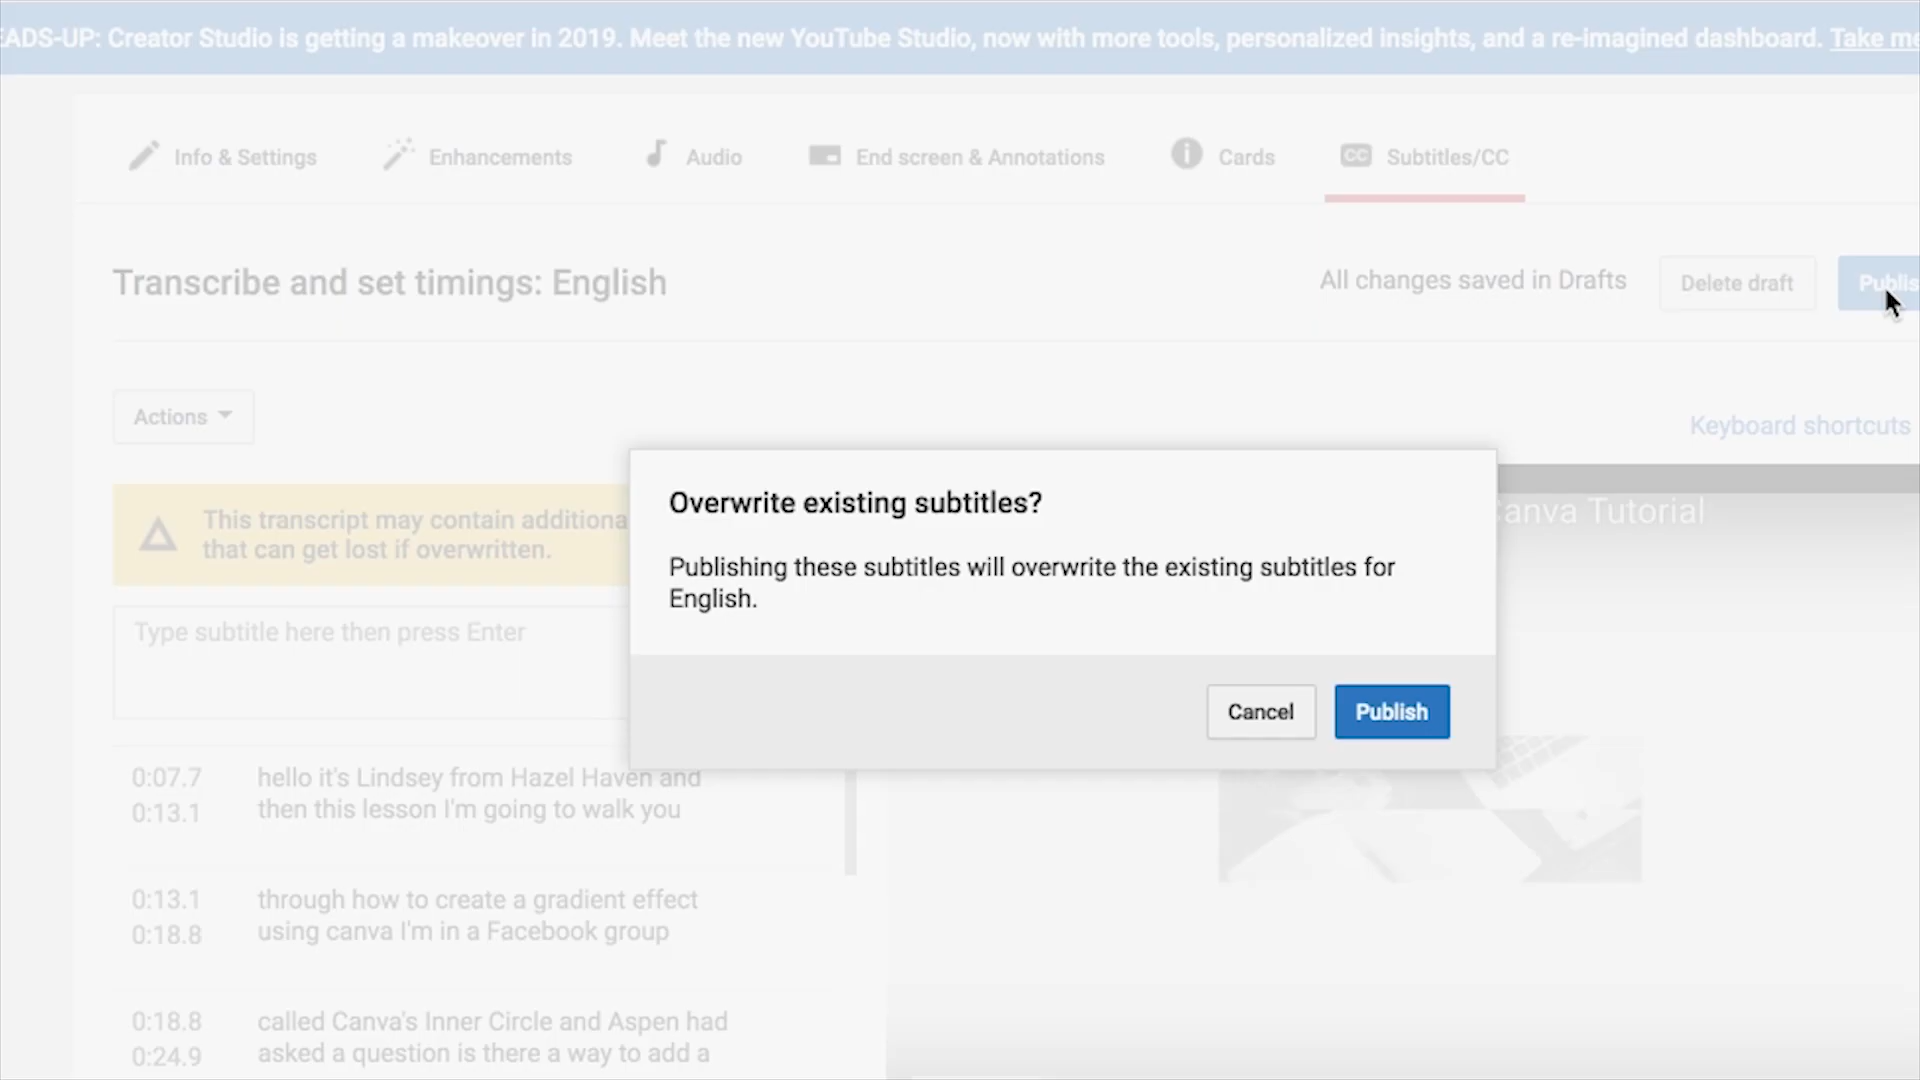 EADS-UP: Creator Studio is getting a makeover in 2019. Meet the new YouTube Studio, now with more tools, personalized insights, and a re-imagined dashboard. Take me
Info & Settings Enhancements Audio End screen & Annotations Cards CC Subtitles/CC
Transcribe and set timings: English All changes saved in Drafts Delete draft Publis
Actions
Keyboard shortcuts
Overwrite existing subtitles?
This transcript may contain additiona
that can get lost if overwritten.
Canva Tutorial
Publishing these subtitles will overwrite the existing subtitles for
English.
Type subtitle here then press Enter
Cancel Publish
0:07.7 hello it's Lindsey from Hazel Haven and
0:13.1 then this lesson I'm going to walk you
0:13.1 through how to create a gradient effect
0:18.8 using canva I'm in a Facebook group
0:18.8 called Canva's Inner Circle and Aspen had
0:24.9 asked a question is there a way to add a